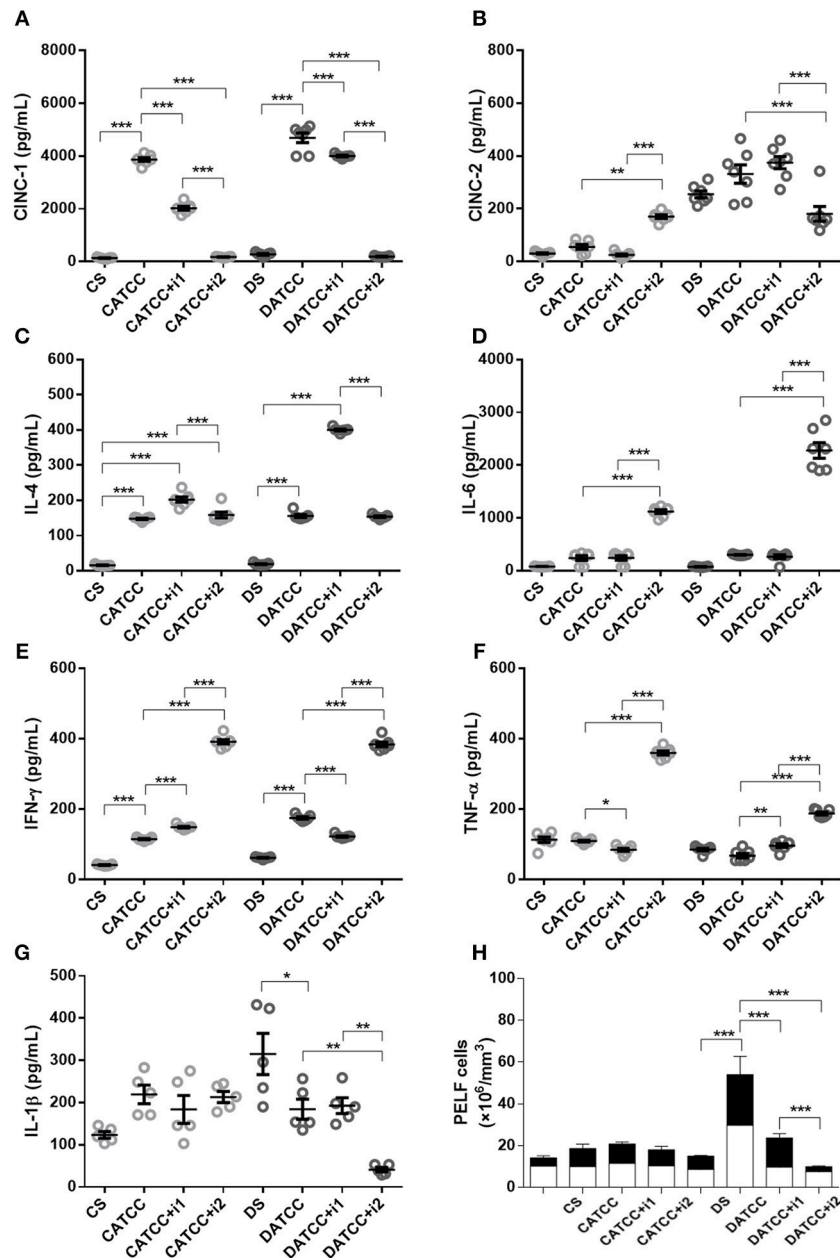 A
CINC-1 (pg/mL)
8000
6000
4000
2000
0
***
***
***
***
***
***
***
***
CS
CATCC
CATCC+i1
CATCC+i2
DS
DATCC
DATCC+i1
DATCC+i2
B
CINC-2 (pg/mL)
800
600
400
200
0
**
***
***
***
CS
CATCC
CATCC+i1
CATCC+i2
DS
DATCC
DATCC+i1
DATCC+i2
C
IL-4 (pg/mL)
600
500
400
300
200
100
0
***
***
***
***
***
***
***
CS
CATCC
CATCC+i1
CATCC+i2
DS
DATCC
DATCC+i1
DATCC+i2
D
IL-6 (pg/mL)
4000
3000
2000
1000
0
***
***
***
***
CS
CATCC
CATCC+i1
CATCC+i2
DS
DATCC
DATCC+i1
DATCC+i2
E
IFN-γ (pg/mL)
600
400
200
0
***
***
***
***
***
***
***
***
CS
CATCC
CATCC+i1
CATCC+i2
DS
DATCC
DATCC+i1
DATCC+i2
F
TNF-α (pg/mL)
600
400
200
0
***
***
*
***
***
**
CS
CATCC
CATCC+i1
CATCC+i2
DS
DATCC
DATCC+i1
DATCC+i2
G
IL-1β (pg/mL)
500
400
300
200
100
0
*
**
**
CS
CATCC
CATCC+i1
CATCC+i2
DS
DATCC
DATCC+i1
DATCC+i2
H
PELF cells
(×10⁶/mm³)
100
80
60
40
20
0
***
***
***
***
CS
CATCC
CATCC+i1
CATCC+i2
DS
DATCC
DATCC+i1
DATCC+i2